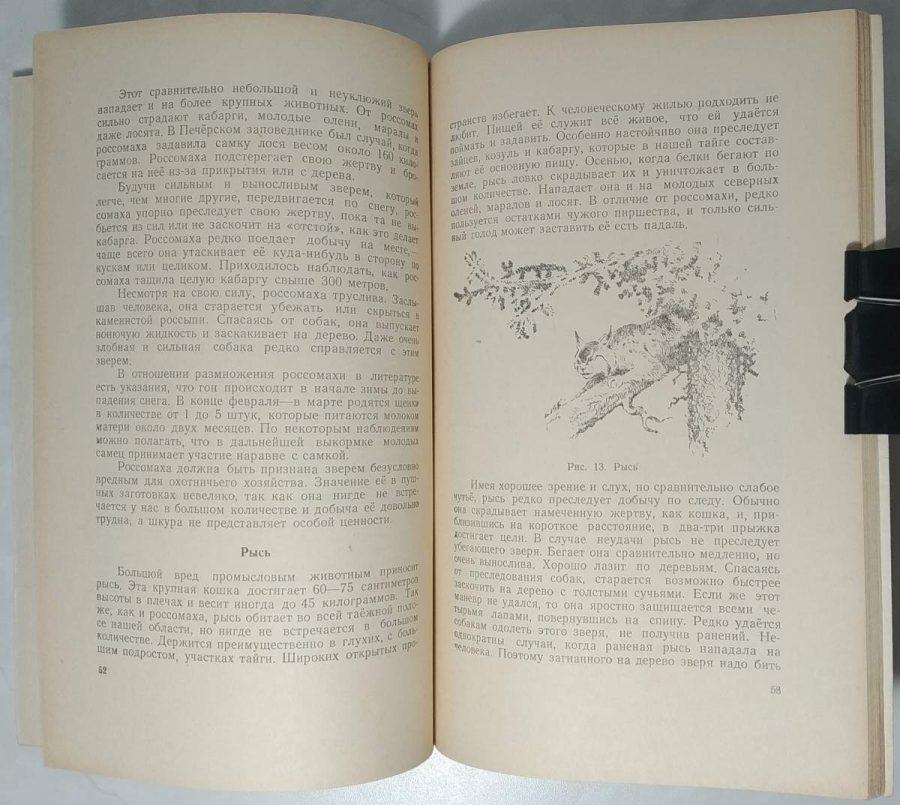 Этот сравнительно небольшой и неуклюжий зверь
нападает и на более крупных животных. От россомах
сильно страдают кабарги, молодые олени, маралы и
даже лосята. В Печёрском заповеднике был случай, когда
россомаха задавила самку лося весом около 160 кило-
граммов. Россомаха подстерегает свою жертву и бро-
сается на неё из-за прикрытия или с дерева.
Будучи сильным и выносливым зверем, который
легче, чем многие другие, передвигается по снегу, рос-
сомаха упорно преследует свою жертву, пока та не вы-
бьется из сил или не заскочит на «отстой», как это делает
кабарга. Россомаха редко поедает добычу на месте, —
чаще всего она утаскивает её куда-нибудь в сторону по
кускам или целиком. Приходилось наблюдать, как рос-
сомаха тащила целую кабаргу свыше 300 метров.
Несмотря на свою силу, россомаха труслива. Заслы-
шав человека, она старается убежать или скрыться в
каменистой россыпи. Спасаясь от собак, она выпускает
вонючую жидкость и заскакивает на дерево. Даже очень
злобная и сильная собака редко справляется с этим
зверем.
В отношении размножения россомахи в литературе
есть указания, что гон происходит в начале зимы до вы-
падения снега. В конце февраля—в марте родятся щенки
в количестве от 1 до 5 штук, которые питаются молоком
матери около двух месяцев. По некоторым наблюдениям
можно полагать, что в дальнейшей выкормке молодых
самец принимает участие наравне с самкой.
Россомаха должна быть признана зверем безусловно
вредным для охотничьего хозяйства. Значение её в пуш-
ных заготовках невелико, так как она нигде не встре-
чается у нас в большом количестве и добыча её довольно
трудна, а шкура не представляет особой ценности.
Рысь
Большой вред промысловым животным приносит
рысь. Эта крупная кошка достигает 60—75 сантиметров
высоты в плечах и весит иногда до 45 килограммов. Так
же, как и россомаха, рысь обитает во всей таёжной поло-
се нашей области, но нигде не встречается в большом
количестве. Держится преимущественно в глухих, с боль-
шим подростом, участках тайги. Широких открытых про-
52
странств избегает. К человеческому жилью подходить не
любит. Пищей её служит всё живое, что ей удаётся
поймать и задавить. Особенно настойчиво она преследует
зайцев, козуль и кабаргу, которые в нашей тайге состав-
ляют её основную пищу. Осенью, когда белки бегают по
земле, рысь ловко скрадывает их и уничтожает в боль-
шом количестве. Нападает она и на молодых северных
оленей, маралов и лосят. В отличие от россомахи, редко
пользуется остатками чужого пиршества, и только силь-
ный голод может заставить её есть падаль.
Рис. 13. Рысь
Имея хорошее зрение и слух, но сравнительно слабое
чутьё, рысь редко преследует добычу по следу. Обычно
она скрадывает намеченную жертву, как кошка, и, при-
близившись на короткое расстояние, в два-три прыжка
достигает цели. В случае неудачи рысь не преследует
убегающего зверя. Бегает она сравнительно медленно, но
очень вынослива. Хорошо лазит по деревьям. Спасаясь
от преследования собак, старается возможно быстрее
заскочить на дерево с толстыми сучьями. Если же этот
маневр не удался, то она яростно защищается всеми че-
тырьмя лапами, повернувшись на спину. Редко удаётся
собакам одолеть этого зверя, не получив ранений. Не-
однократны случаи, когда раненая рысь нападала на
человека. Поэтому загнанного на дерево зверя надо бить
53